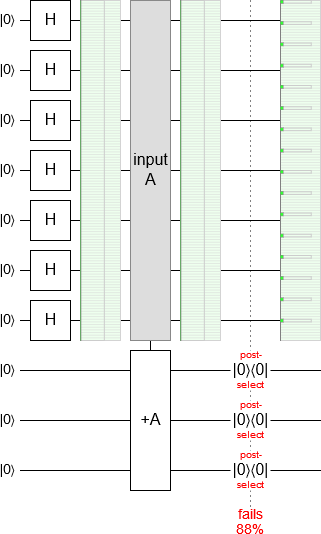 |0⟩ H
|0⟩ H
|0⟩ H
|0⟩ H
input
A
|0⟩ H
|0⟩ H
|0⟩ H
post-
|0⟩ |0⟩⟨0|
select
+A
post-
|0⟩ |0⟩⟨0|
select
post-
|0⟩ |0⟩⟨0|
select
fails
88%